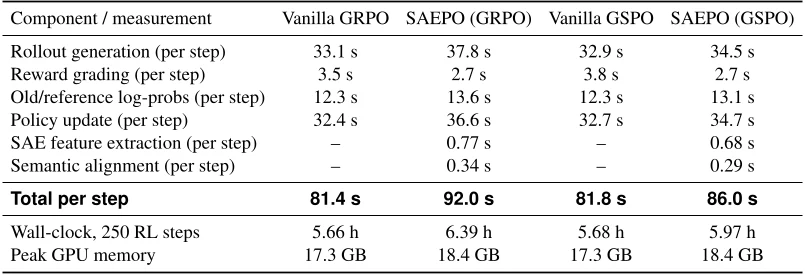 Component / measurement Vanilla GRPO SAEPO (GRPO) Vanilla GSPO SAEPO (GSPO)
Rollout generation (per step) 33.1 s 37.8 s 32.9 s 34.5 s
Reward grading (per step) 3.5 s 2.7 s 3.8 s 2.7 s
Old/reference log-probs (per step) 12.3 s 13.6 s 12.3 s 13.1 s
Policy update (per step) 32.4 s 36.6 s 32.7 s 34.7 s
SAE feature extraction (per step) – 0.77 s – 0.68 s
Semantic alignment (per step) – 0.34 s – 0.29 s
Total per step 81.4 s 92.0 s 81.8 s 86.0 s
Wall-clock, 250 RL steps 5.66 h 6.39 h 5.68 h 5.97 h
Peak GPU memory 17.3 GB 18.4 GB 17.3 GB 18.4 GB